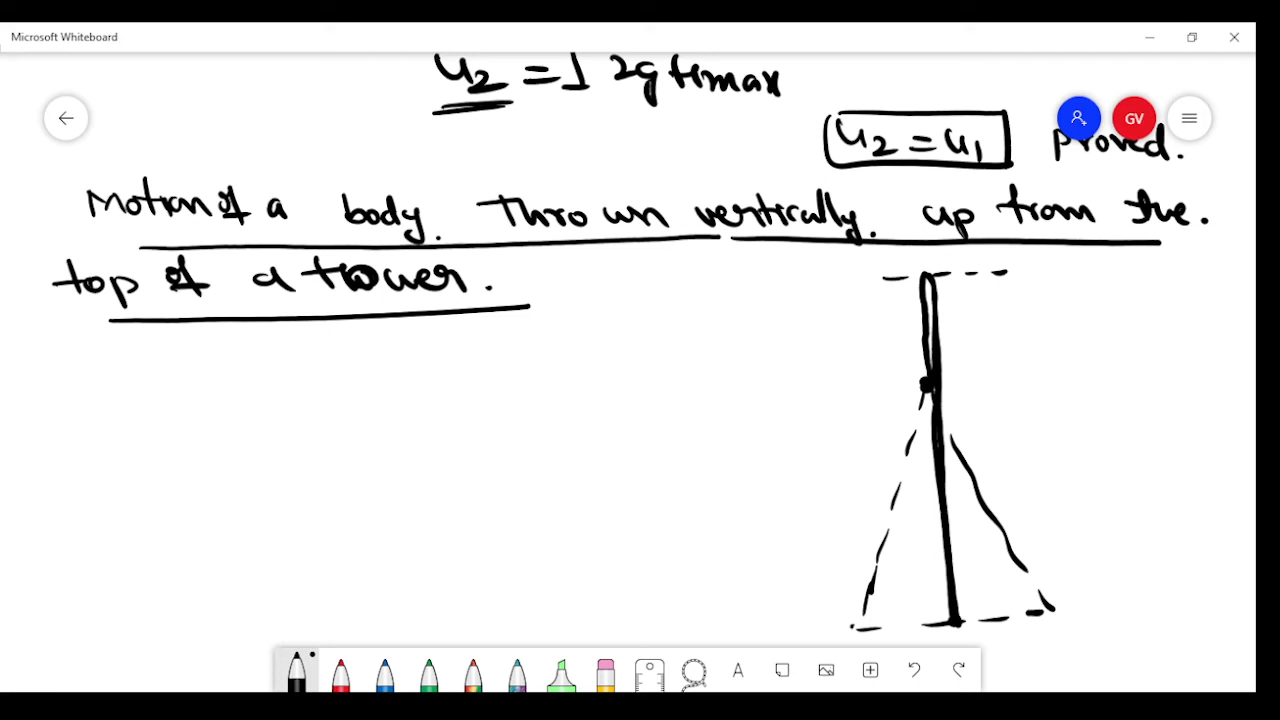 Microsoft Whiteboard
u2 = √2g Hmax
GV
u2 = u1 proved.
Motion of a body. Thrown vertically. up from the.
top of a tower.
A